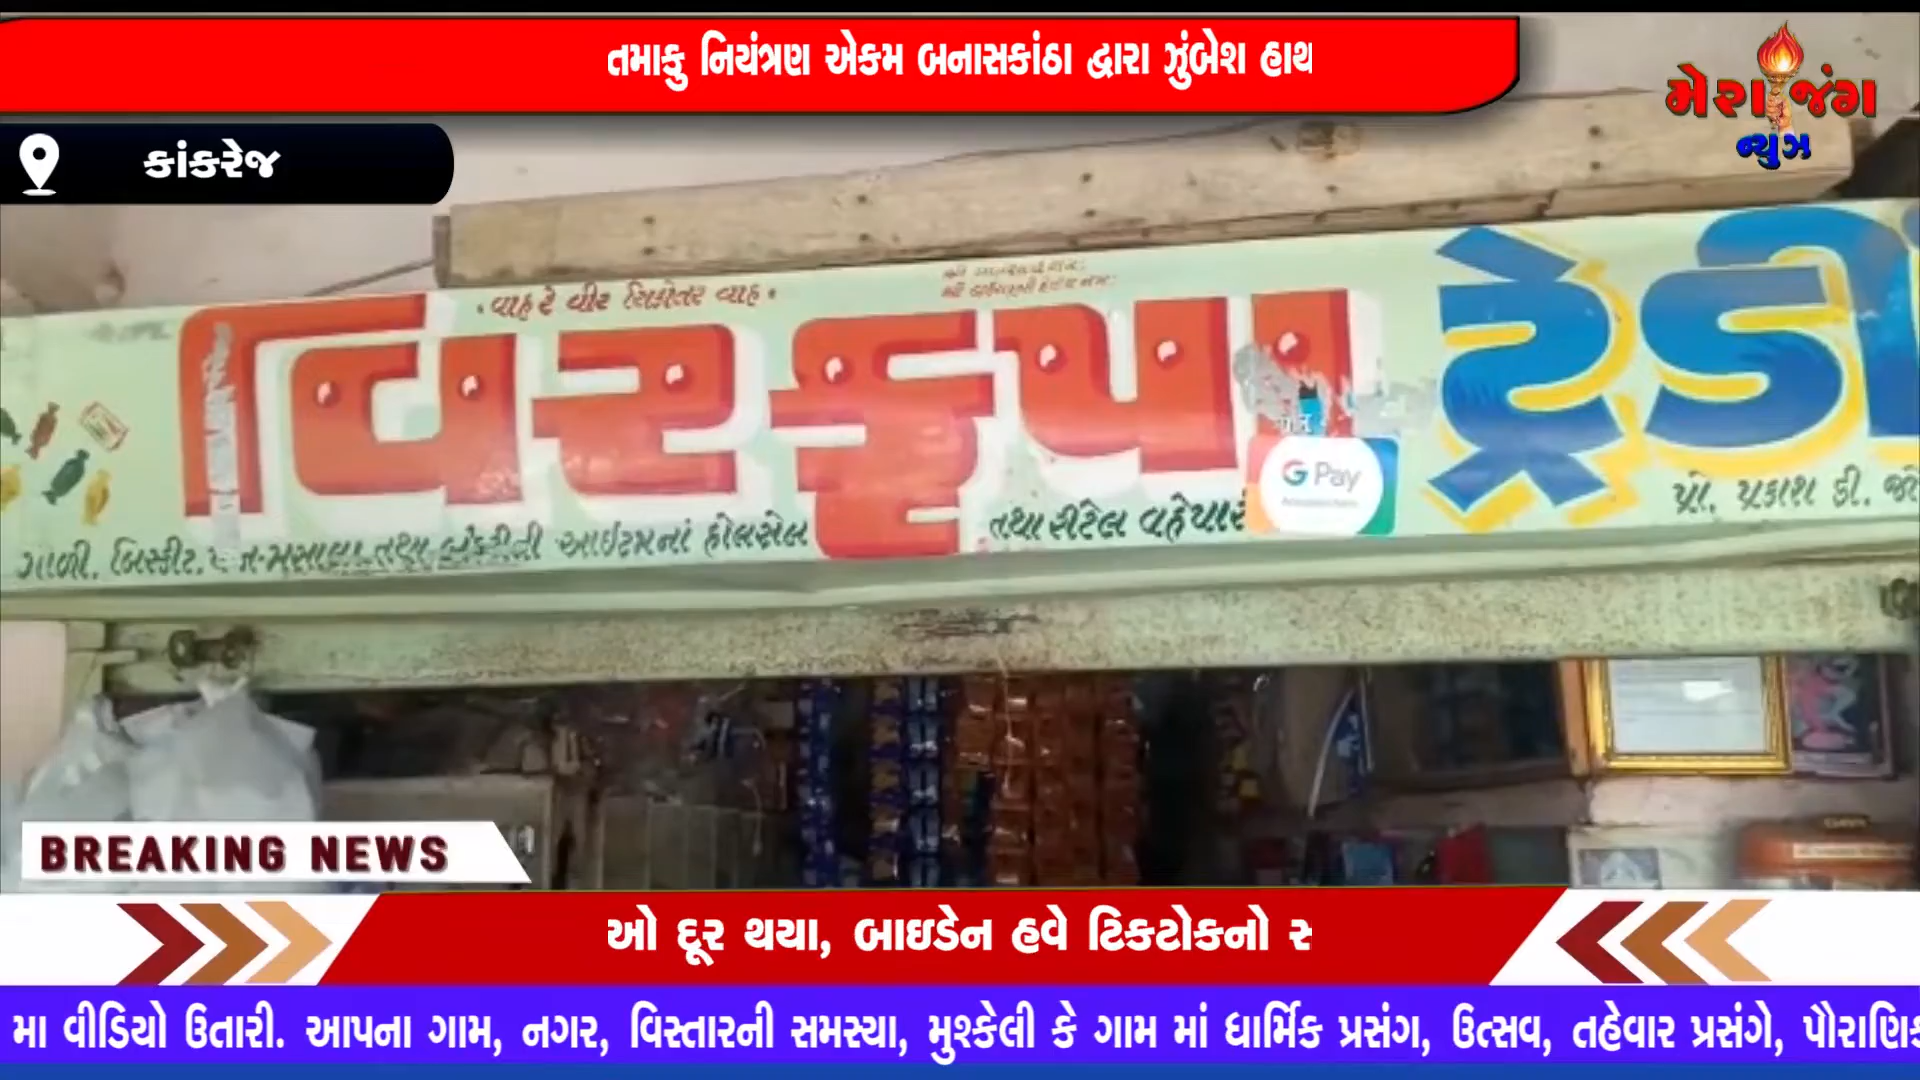 તમાકુ નિયંત્રણ એકમ બનાસકાંઠા દ્વારા ઝુંબેશ હાથ
મેરા જંગ
ન્યુઝ
કાંકરેજ
વાહ રે વીર સિકોતર વાહ
વિરકૃપા ટ્રેડી
G Pay
ગોળી. બિસ્કીટ.
આઇટમનાં હોલસેલ તથા રીટેલ વહેપારી
પ્રો. પ્રકાશ ડી.
BREAKING NEWS
ઓ દૂર થયા, બાઇડેન હવે ટિકટોકનો ર
મા વીડિયો ઉતારી. આપના ગામ, નગર, વિસ્તારની સમસ્યા, મુશ્કેલી કે ગામ માં ધાર્મિક પ્રસંગ, ઉત્સવ, તહેવાર પ્રસંગે, પૌરાણિક